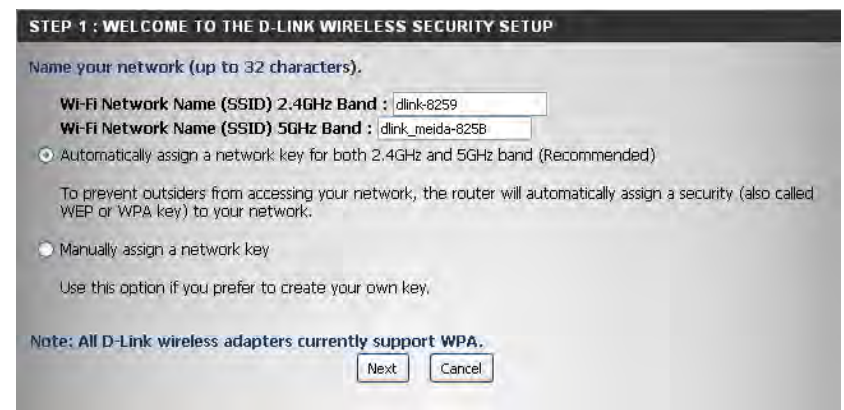 STEP 1 : WELCOME TO THE D-LINK WIRELESS SECURITY SETUP
Name your network (up to 32 characters).
Wi-Fi Network Name (SSID) 2.4GHz Band : dlink-8259
Wi-Fi Network Name (SSID) 5GHz Band : dlink_meida-825B
Automatically assign a network key for both 2.4GHz and 5GHz band (Recommended)
To prevent outsiders from accessing your network, the router will automatically assign a security (also called
WEP or WPA key) to your network.
Manually assign a network key
Use this option if you prefer to create your own key.
Note: All D-Link wireless adapters currently support WPA.
Next Cancel